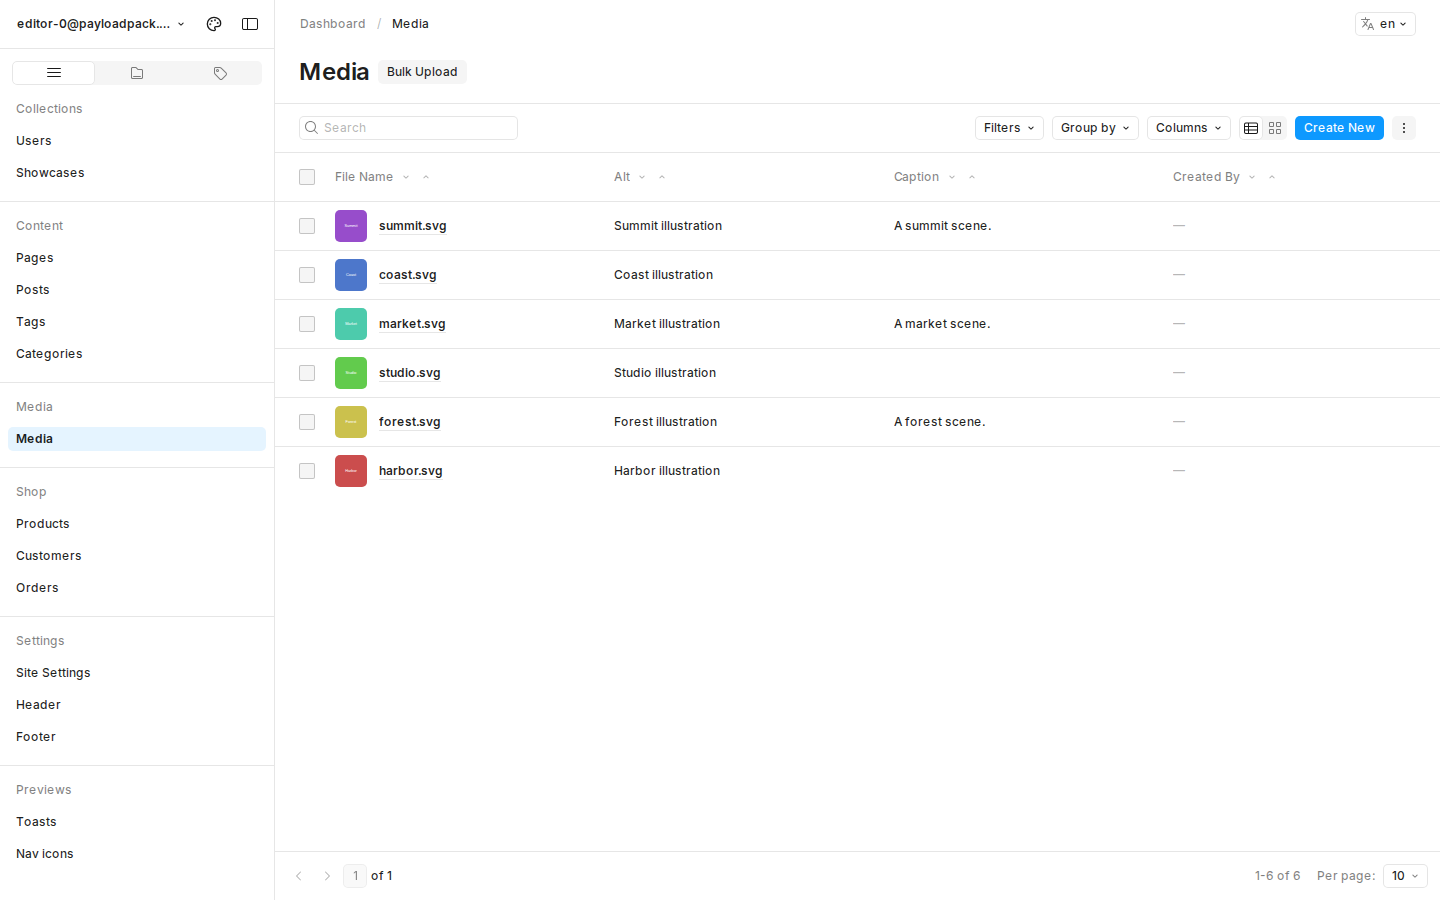 editor-0@payloadpack....
Dashboard / Media
en
Media
Bulk Upload
Collections
Users
Showcases
Content
Pages
Posts
Tags
Categories
Media
Media
Shop
Products
Customers
Orders
Settings
Site Settings
Header
Footer
Previews
Toasts
Nav icons
Search
Filters
Group by
Columns
Create New
File Name
Alt
Caption
Created By
summit.svg
Summit illustration
A summit scene.
—
coast.svg
Coast illustration
—
market.svg
Market illustration
A market scene.
—
studio.svg
Studio illustration
—
forest.svg
Forest illustration
A forest scene.
—
harbor.svg
Harbor illustration
—
1 of 1
1-6 of 6
Per page: 10